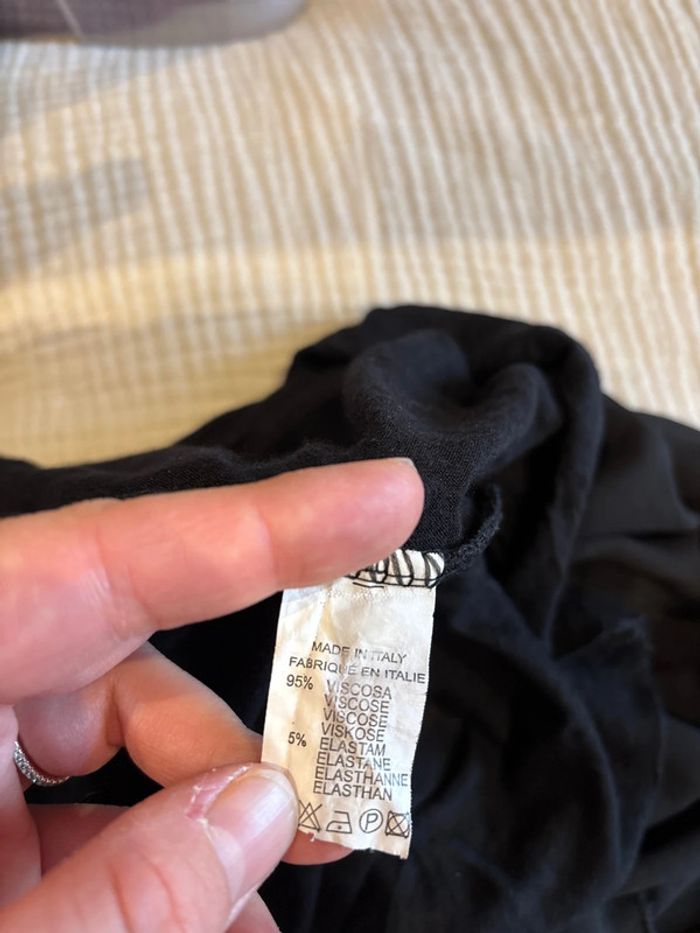 MADE IN ITALY
FABRIQUÉ EN ITALIE
95% VISCOSA
VISCOSE
VISCOSE
VISKOSE
5% ELASTAM
ELASTANE
ELASTHANNE
ELASTHAN
P